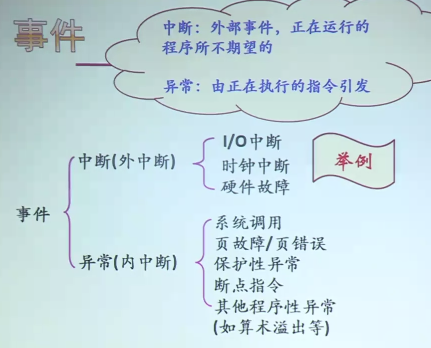 事件
中断：外部事件，正在运行的
程序所不期望的
异常：由正在执行的指令引发
事件
中断(外中断)
I/O中断
时钟中断
硬件故障
举例
异常(内中断)
系统调用
页故障/页错误
保护性异常
断点指令
其他程序性异常
(如算术溢出等)